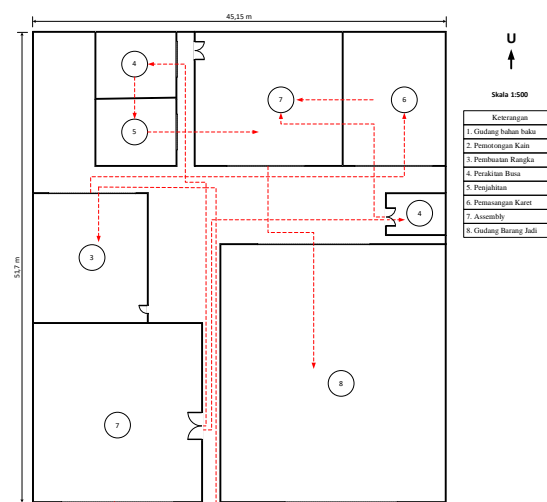 45,15 m
U
4
7
6
5
Skala 1:500
Keterangan
1. Gudang bahan baku
2. Pemotongan Kain
3. Pembuatan Rangka
4. Perakitan Busa
5. Penjahitan
6. Pemasangan Karet
7. Assembly
8. Gudang Barang Jadi
4
3
51,7 m
8
7